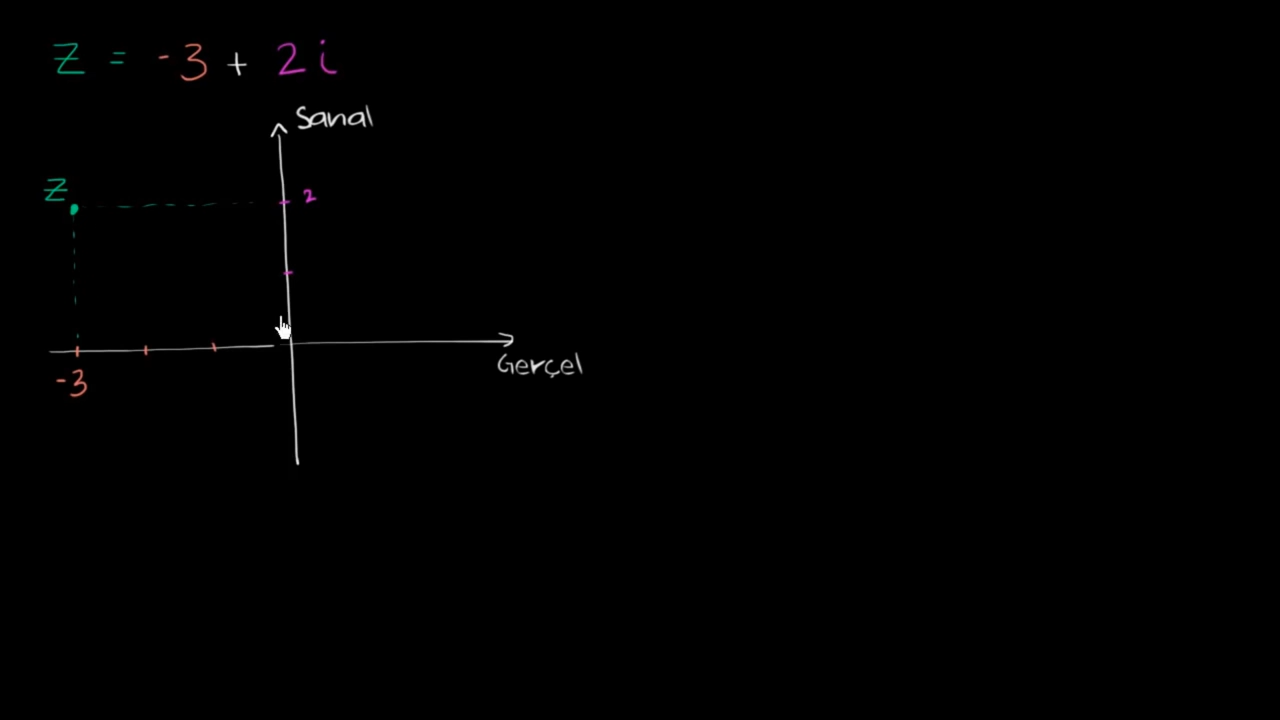 Z = -3 + 2i
Sanal
Z
2
Gerçel
-3